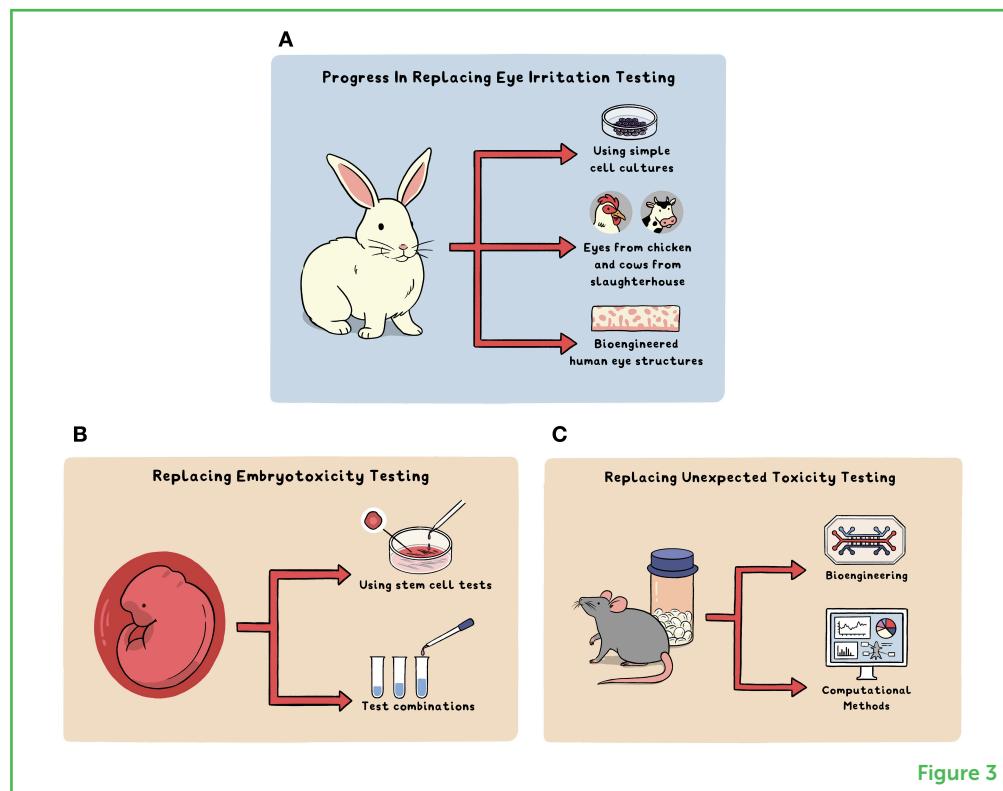 A
Progress In Replacing Eye Irritation Testing
Using simple
cell cultures
Eyes from chicken
and cows from
slaughterhouse
Bioengineered
human eye structures
B
Replacing Embryotoxicity Testing
Using stem cell tests
Test combinations
C
Replacing Unexpected Toxicity Testing
Bioengineering
Computational
Methods
Figure 3